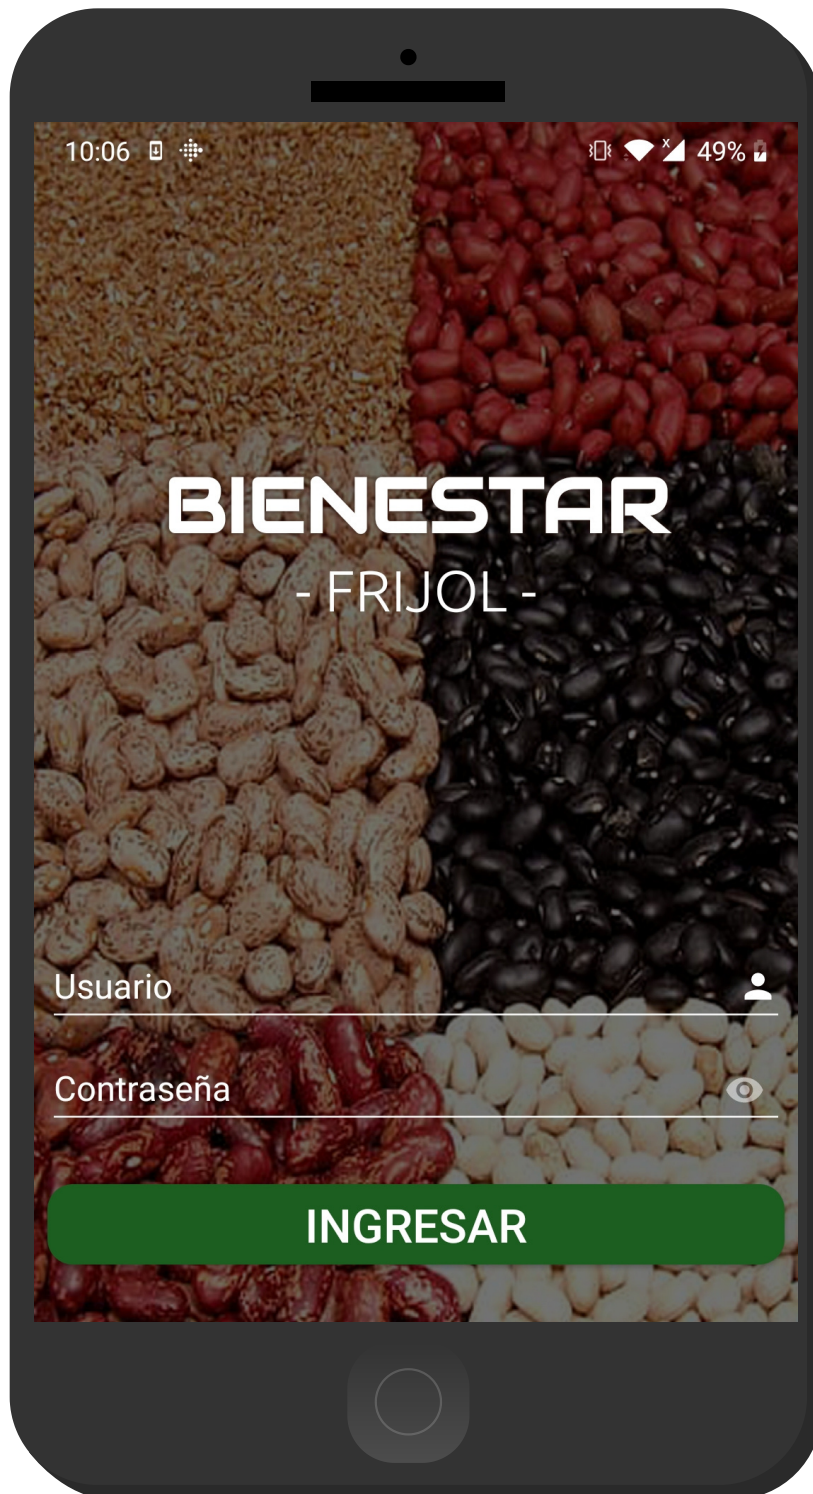 10:06
x
49%
BIENESTAR
- FRIJOL -
Usuario
Contraseña
INGRESAR